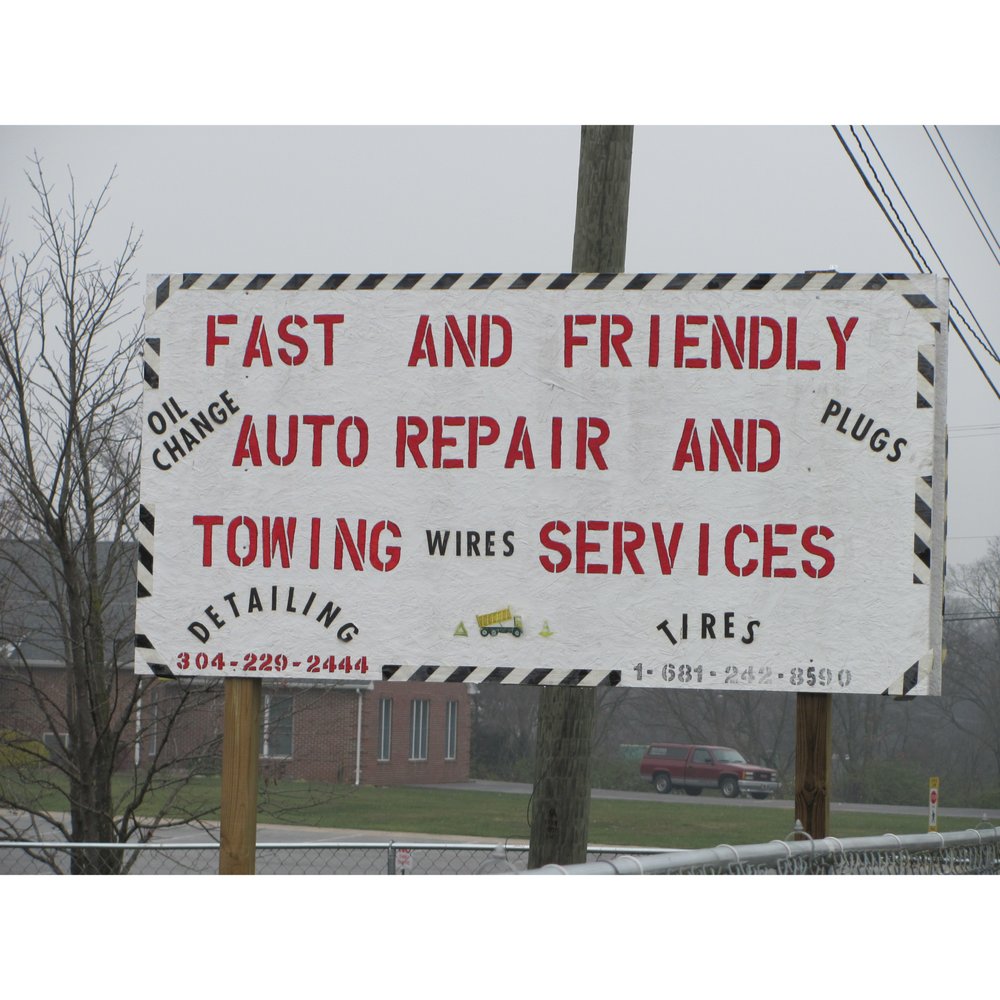 FAST AND FRIENDLY
OIL CHANGE
AUTO REPAIR AND
PLUGS
TOWING WIRES SERVICES
DETAILING
TIRES
304-229-2444
1-681-242-8590